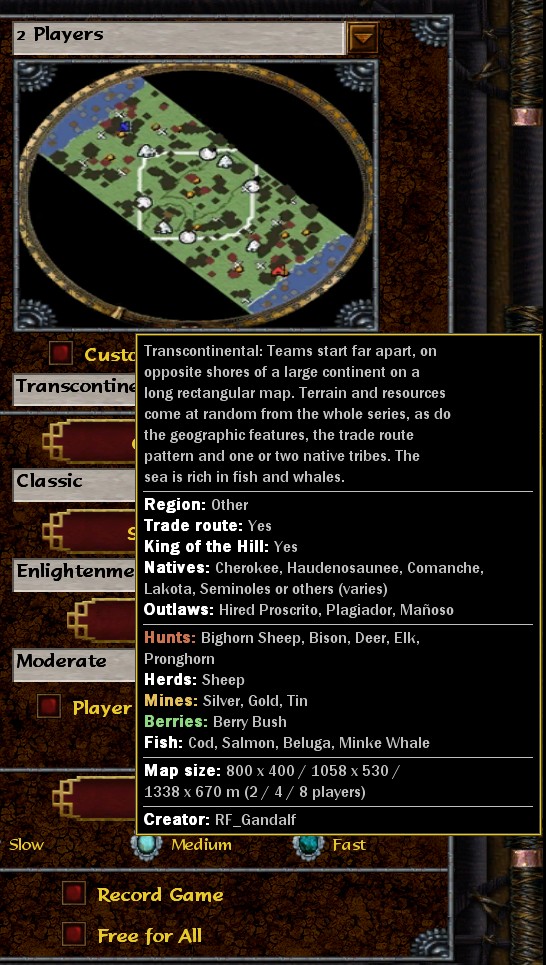 2 Players
Custo
Transcontine
Transcontinental: Teams start far apart, on
opposite shores of a large continent on a
long rectangular map. Terrain and resources
come at random from the whole series, as do
the geographic features, the trade route
pattern and one or two native tribes. The
sea is rich in fish and whales.
Region: Other
Trade route: Yes
King of the Hill: Yes
Natives: Cherokee, Haudenosaunee, Comanche,
Lakota, Seminoles or others (varies)
Outlaws: Hired Proscrito, Plagiador, Mañoso
Hunts: Bighorn Sheep, Bison, Deer, Elk,
Pronghorn
Herds: Sheep
Mines: Silver, Gold, Tin
Berries: Berry Bush
Fish: Cod, Salmon, Beluga, Minke Whale
Map size: 800 x 400 / 1058 x 530 /
1338 x 670 m (2 / 4 / 8 players)
Creator: RF_Gandalf
Classic
S
Enlightenme
Moderate
Player
Slow Medium Fast
Record Game
Free for All